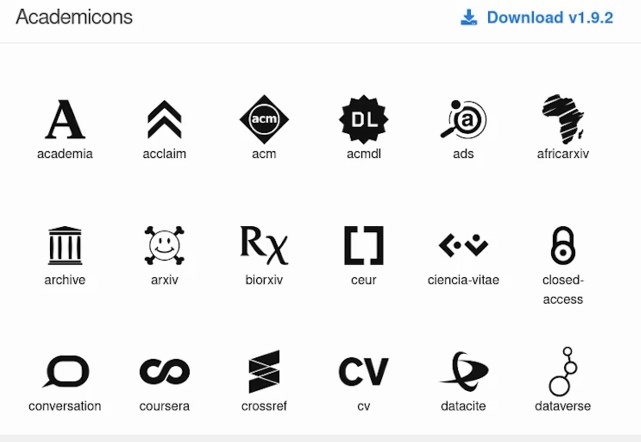 Academicons
Download v1.9.2
A acm DL a
academia acclaim acm acmdl ads africarxiv
Rx
archive arxiv biorxiv ceur ciencia-vitae closed-
access
CV
conversation coursera crossref cv datacite dataverse